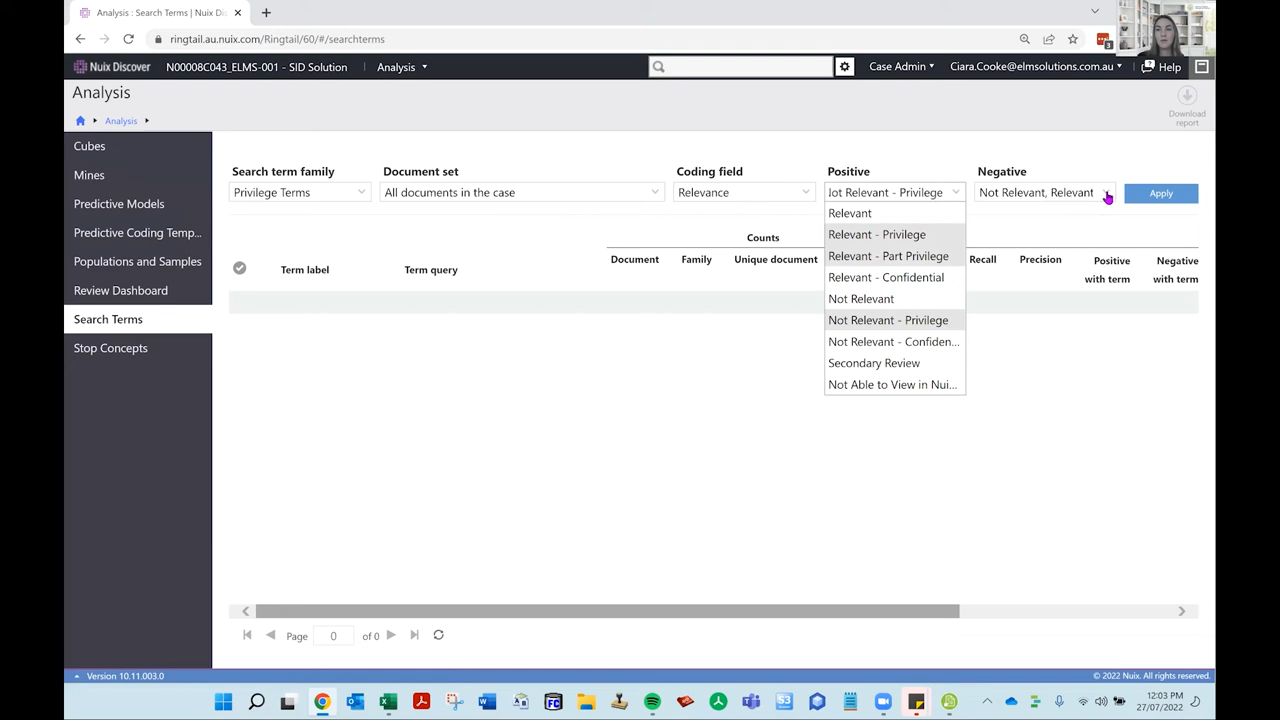 Analysis : Search Terms | Nuix Dis
ringtail.au.nuix.com/Ringtail/60/#/searchterms
3
Nuix Discover N00008C043_ELMS-001 - SID Solution Analysis Case Admin Ciara.Cooke@elmsolutions.com.au Help
Analysis
Analysis
Download
report
Cubes
Mines
Predictive Models
Predictive Coding Temp...
Populations and Samples
Review Dashboard
Search Terms
Stop Concepts
Search term family Document set Coding field Positive Negative
Privilege Terms All documents in the case Relevance Jot Relevant - Privilege Not Relevant, Relevant Apply
Relevant
Relevant - Privilege
Relevant - Part Privilege
Relevant - Confidential
Not Relevant
Not Relevant - Privilege
Not Relevant - Confiden...
Secondary Review
Not Able to View in Nui...
Counts
Term label Term query Document Family Unique document Recall Precision Positive with term Negative with term
Page 0 of 0
Version 10.11.003.0 © 2022 Nuix. All rights reserved.
12:03 PM
27/07/2022